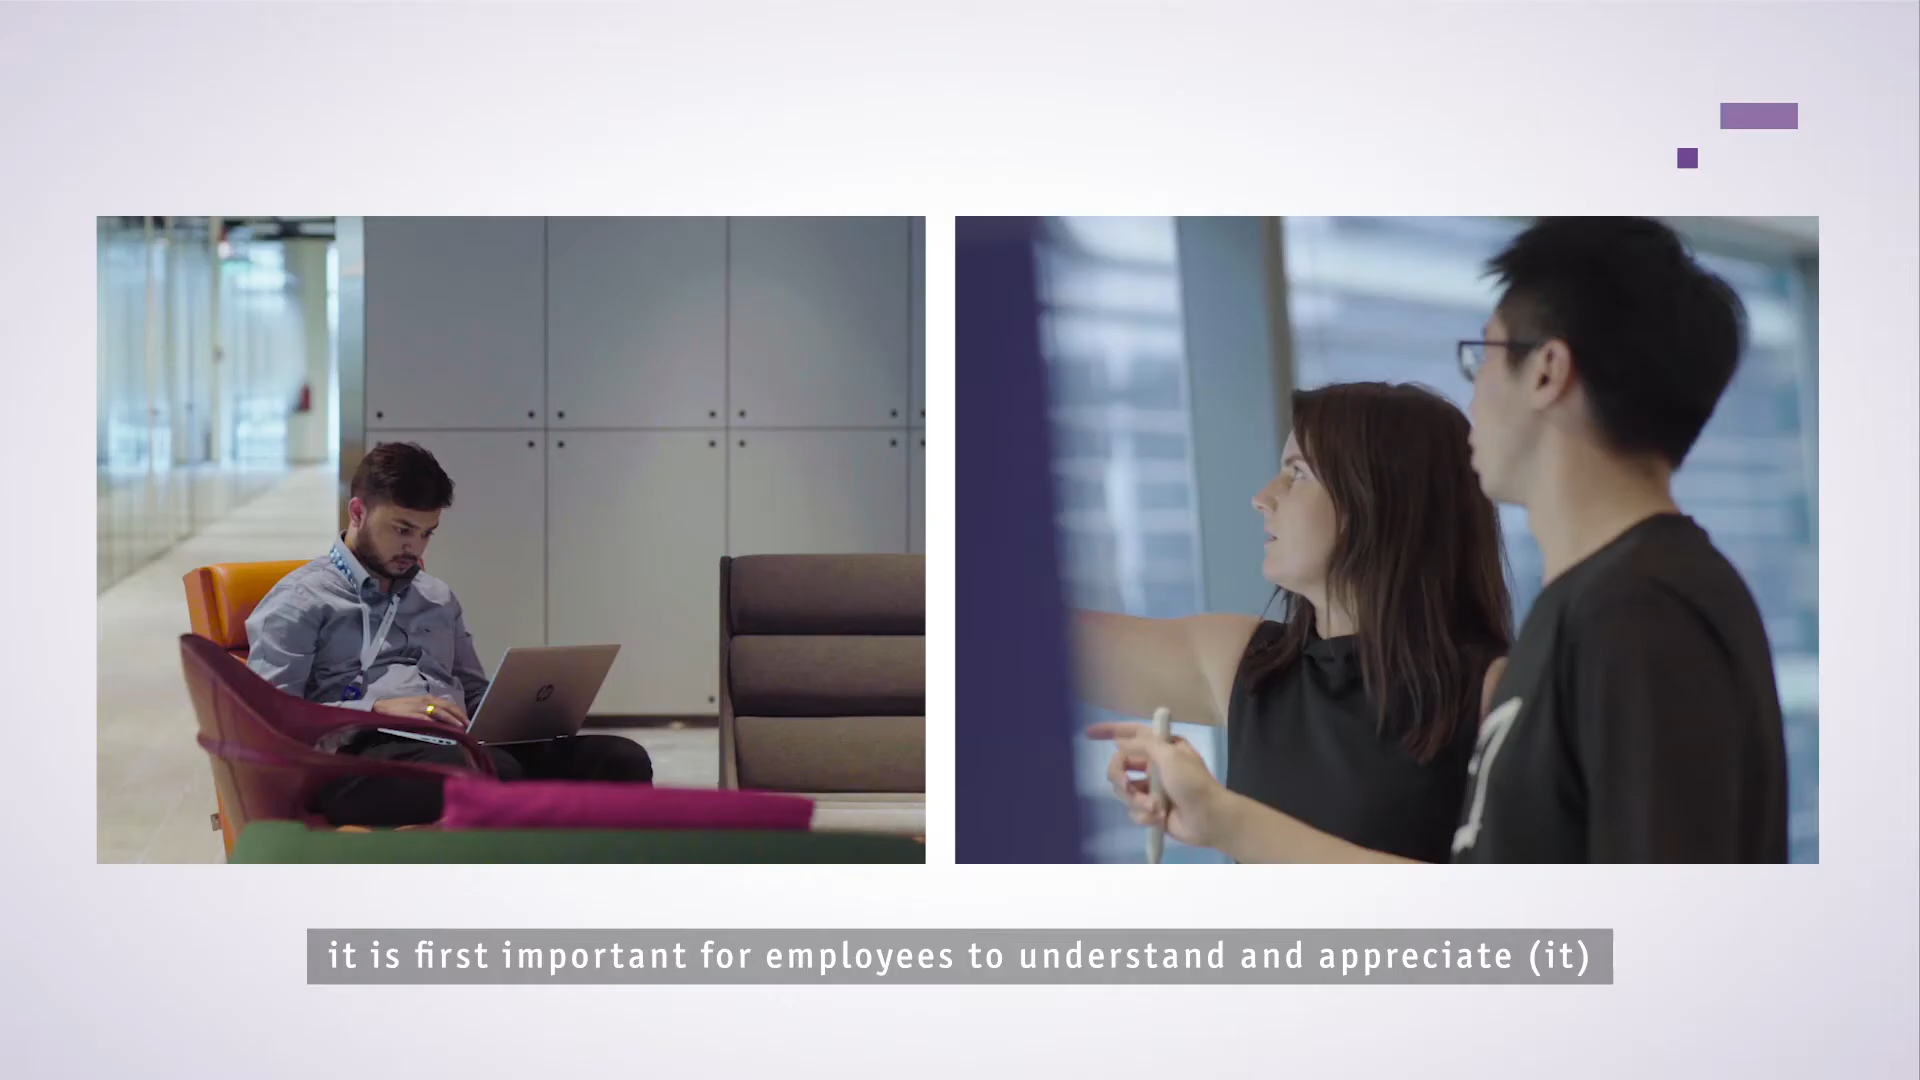 it is first important for employees to understand and appreciate (it)